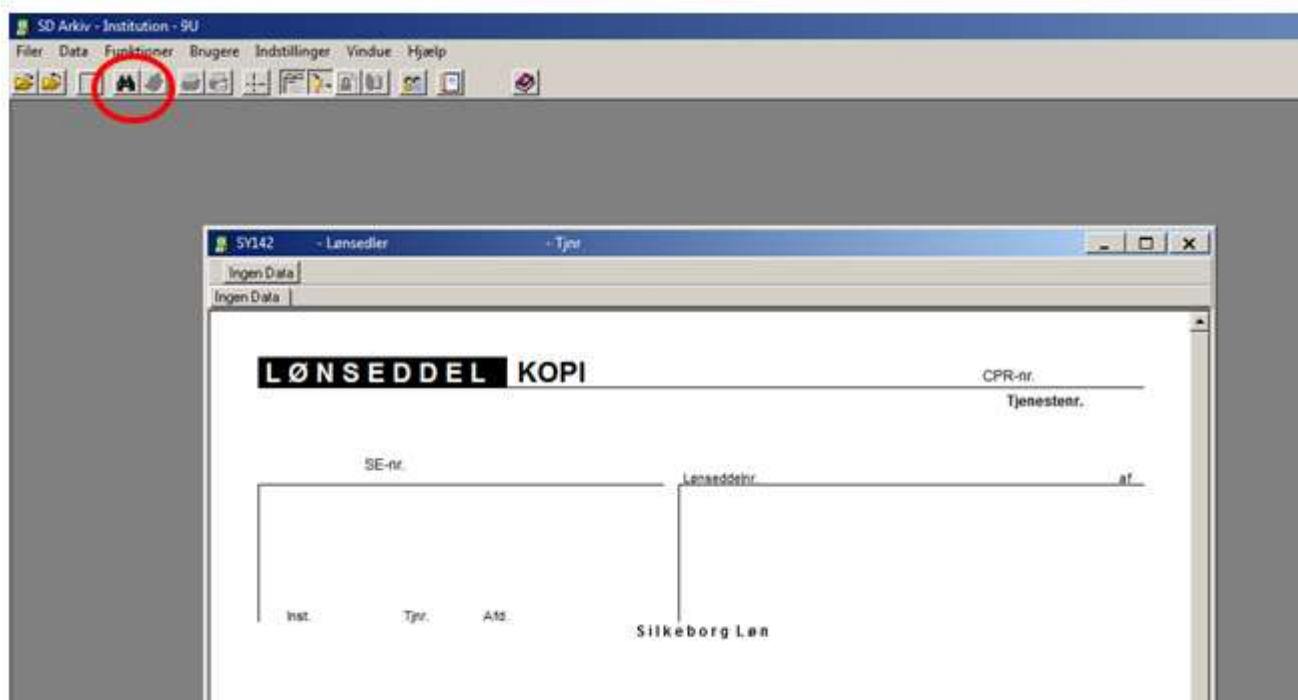 SD Arkiv - Institution - 9U
Filer Data Funktioner Brugere Indstillinger Vindue Hjælp
SY142 - Lønsedler - Tjnr
Ingen Data
Ingen Data
LØNSEDDEL KOPI
CPR-nr.
Tjenestenr.
SE-nr.
Lønseddelnr. af
Inst. Tjnr. Afd.
Silkeborg Løn